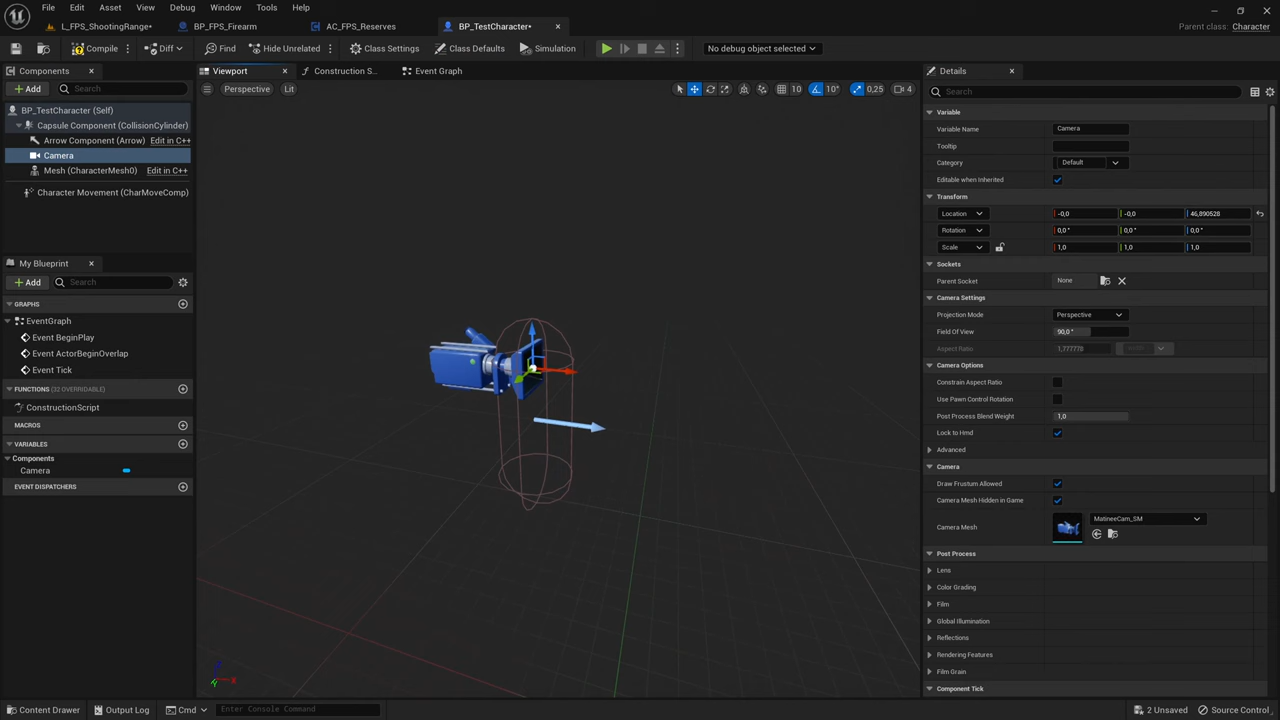 File Edit Asset View Debug Window Tools Help
L_FPS_ShootingRange* BP_FPS_Firearm AC_FPS_Reserves BP_TestCharacter* Parent class: Character
Compile Diff Find Hide Unrelated Class Settings Class Defaults Simulation No debug object selected
Components
Add Search
BP_TestCharacter (Self)
Capsule Component (CollisionCylinder)
Arrow Component (Arrow) Edit in C++
Camera
Mesh (CharacterMesh0) Edit in C++
Character Movement (CharMoveComp)
My Blueprint
Add Search
GRAPHS
EventGraph
Event BeginPlay
Event ActorBeginOverlap
Event Tick
FUNCTIONS (32 OVERRIDABLE)
ConstructionScript
MACROS
VARIABLES
Components
Camera
EVENT DISPATCHERS
Viewport Construction S... Event Graph
Perspective Lit 10 10° 0,25 4
Details
Search
Variable
Variable Name Camera
Tooltip
Category Default
Editable when Inherited
Transform
Location -0,0 -0,0 46,890528
Rotation 0,0 ° 0,0 ° 0,0 °
Scale 1,0 1,0 1,0
Sockets
Parent Socket None
Camera Settings
Projection Mode Perspective
Field Of View 90,0 °
Aspect Ratio 1,777778
Camera Options
Constrain Aspect Ratio
Use Pawn Control Rotation
Post Process Blend Weight 1,0
Lock to Hmd
Advanced
Camera
Draw Frustum Allowed
Camera Mesh Hidden in Game
Camera Mesh MatineeCam_SM
Post Process
Lens
Color Grading
Film
Global Illumination
Reflections
Rendering Features
Film Grain
Component Tick
Content Drawer Output Log Cmd Enter Console Command 2 Unsaved Source Control